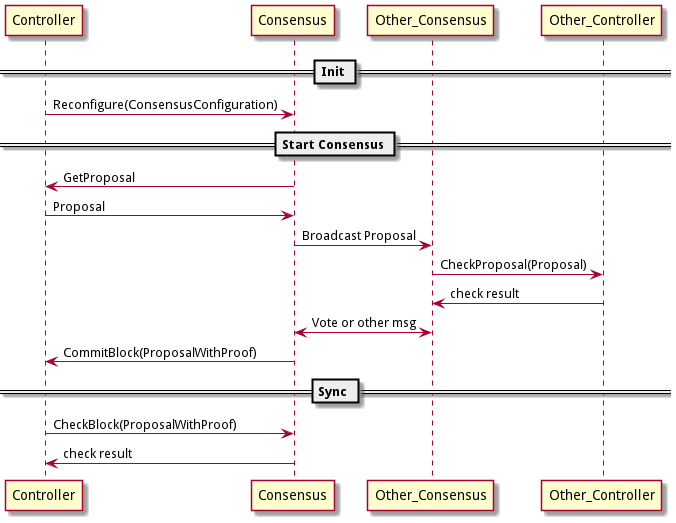 Controller
Consensus
Other_Consensus
Other_Controller
Init
Reconfigure(ConsensusConfiguration)
Start Consensus
GetProposal
Proposal
Broadcast Proposal
CheckProposal(Proposal)
check result
Vote or other msg
CommitBlock(ProposalWithProof)
Sync
CheckBlock(ProposalWithProof)
check result
Controller
Consensus
Other_Consensus
Other_Controller